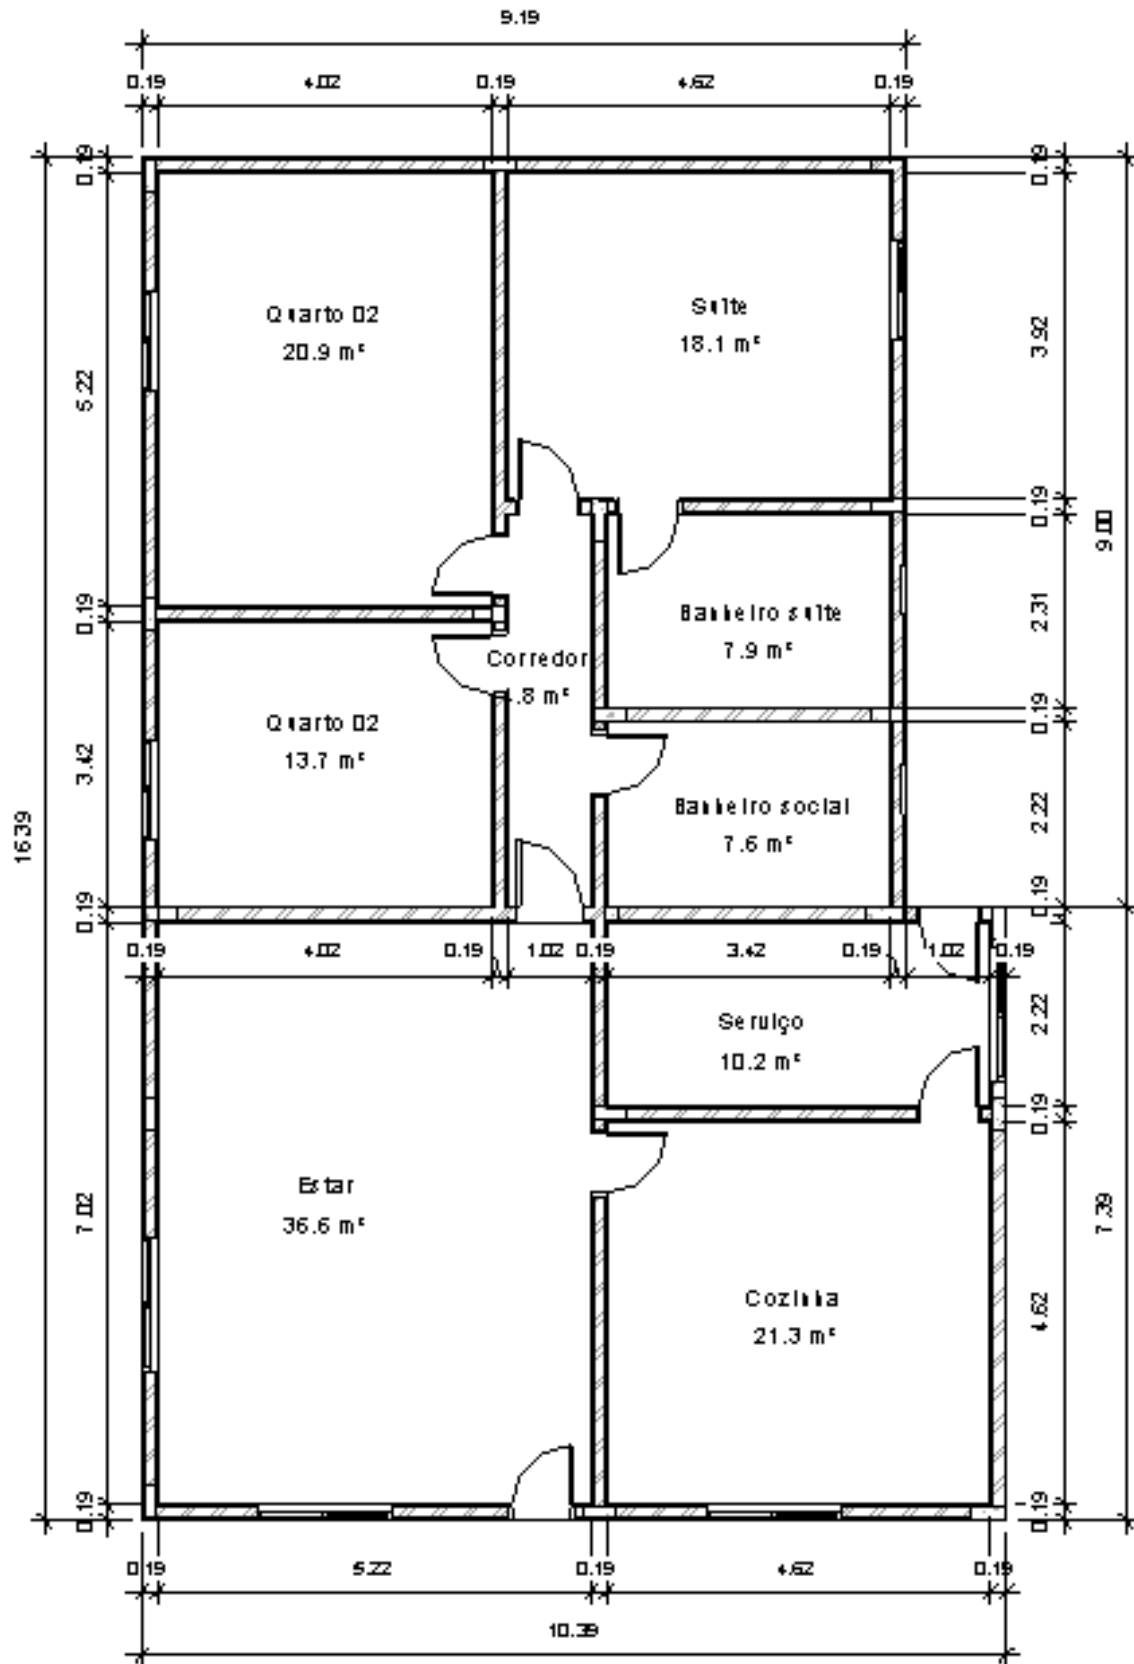 9.19
0.19 4.02 0.19 4.62 0.19
0.19
0.19
Quarto 02
20.9 m²
Suíte
18.1 m²
5.22
3.92
0.19
9.00
0.19
Banheiro suíte
7.9 m²
2.31
Corredor
.8 m²
0.19
Quarto 02
13.7 m²
3.42
Banheiro social
7.6 m²
2.22
16.39
0.19
0.19
0.19 4.02 0.19 1.02 0.19 3.42 0.19 1.02 0.19
Serviço
10.2 m²
2.22
0.19
Estar
36.6 m²
7.02
7.39
Cozinha
21.3 m²
4.62
0.19
0.19
0.19 5.22 0.19 4.62 0.19
10.39